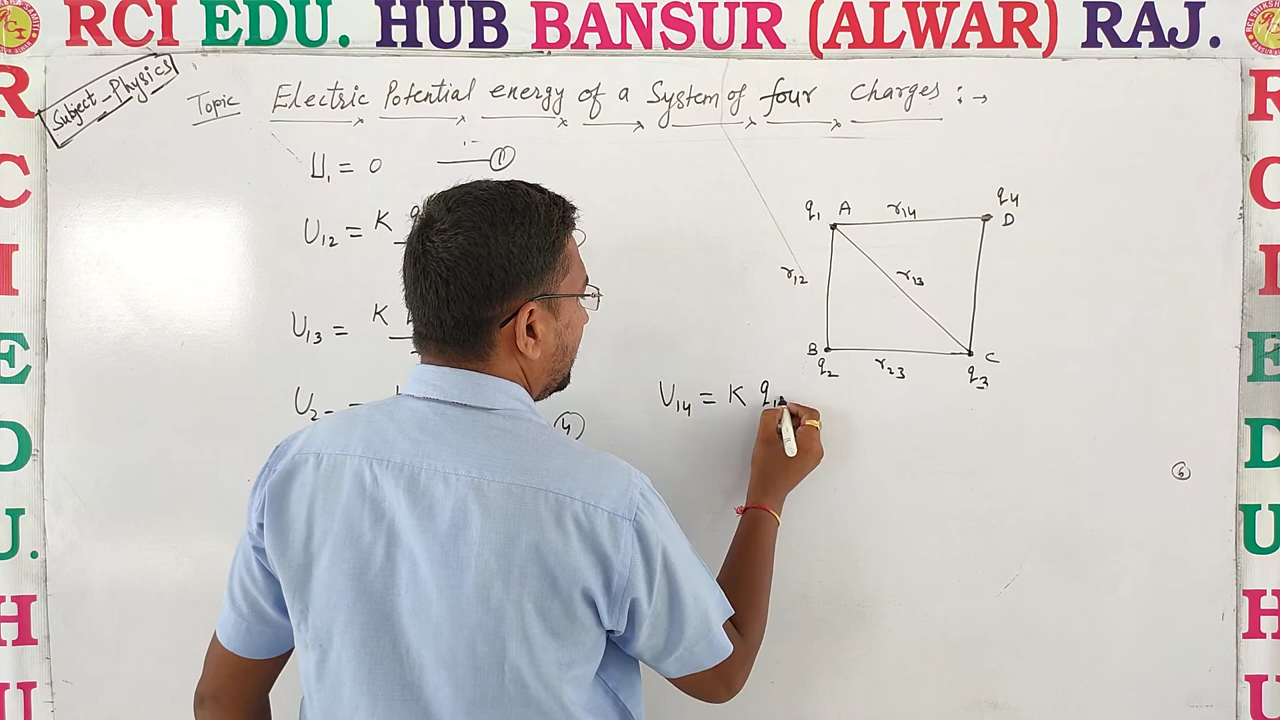 RCI EDU. HUB BANSUR (ALWAR) RAJ.
Subject - Physics
Topic Electric Potential energy of a System of four charges :→
U₁ = 0 — ①
U₁₂ = K
U₁₃ = K
U₂
④
q₁ A r₁₄ q₄ D
r₁₂ r₁₃
B q₂ r₂₃ C q₃
U₁₄ = K q₁
⑥
R C I E D U. H U
R C I E D U H U